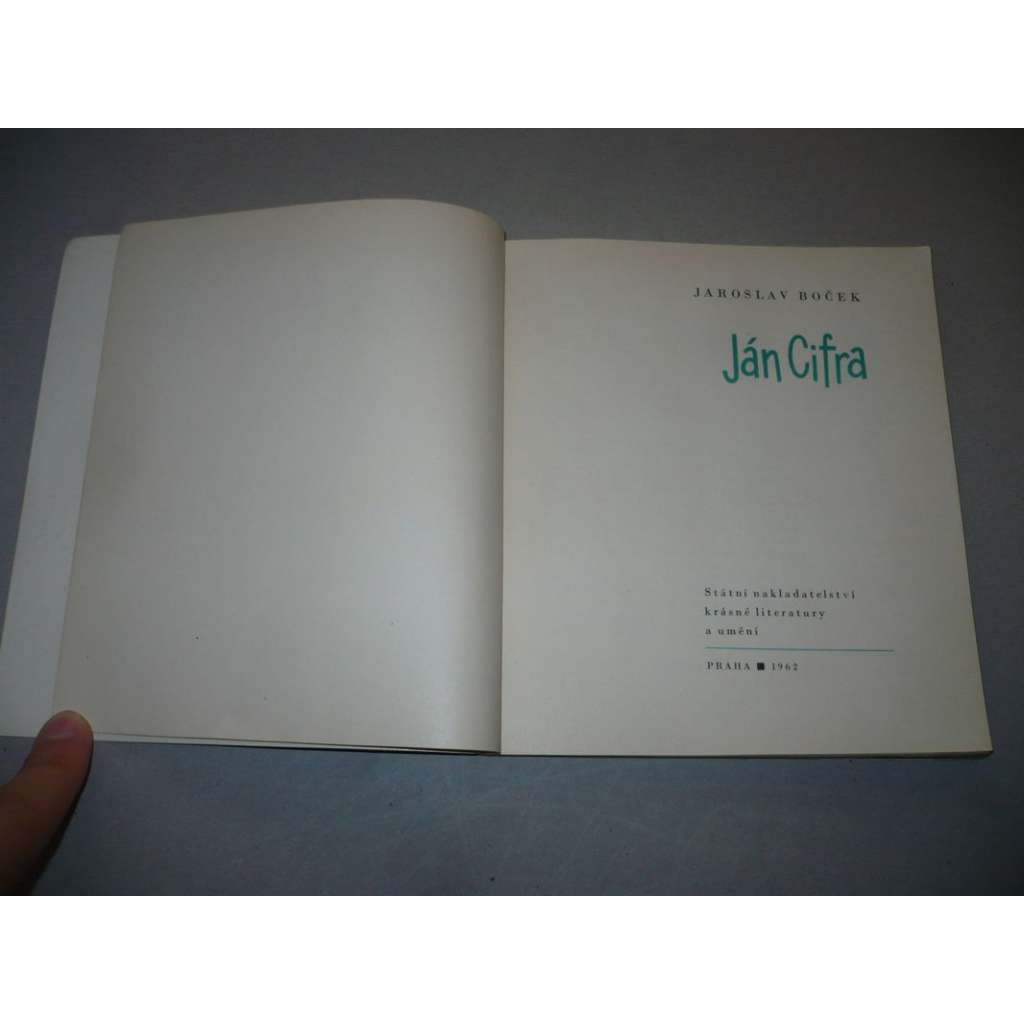 JAROSLAV BOČEK
Ján Cifra
Státní nakladatelství
krásné literatury
a umění
PRAHA ■ 1962